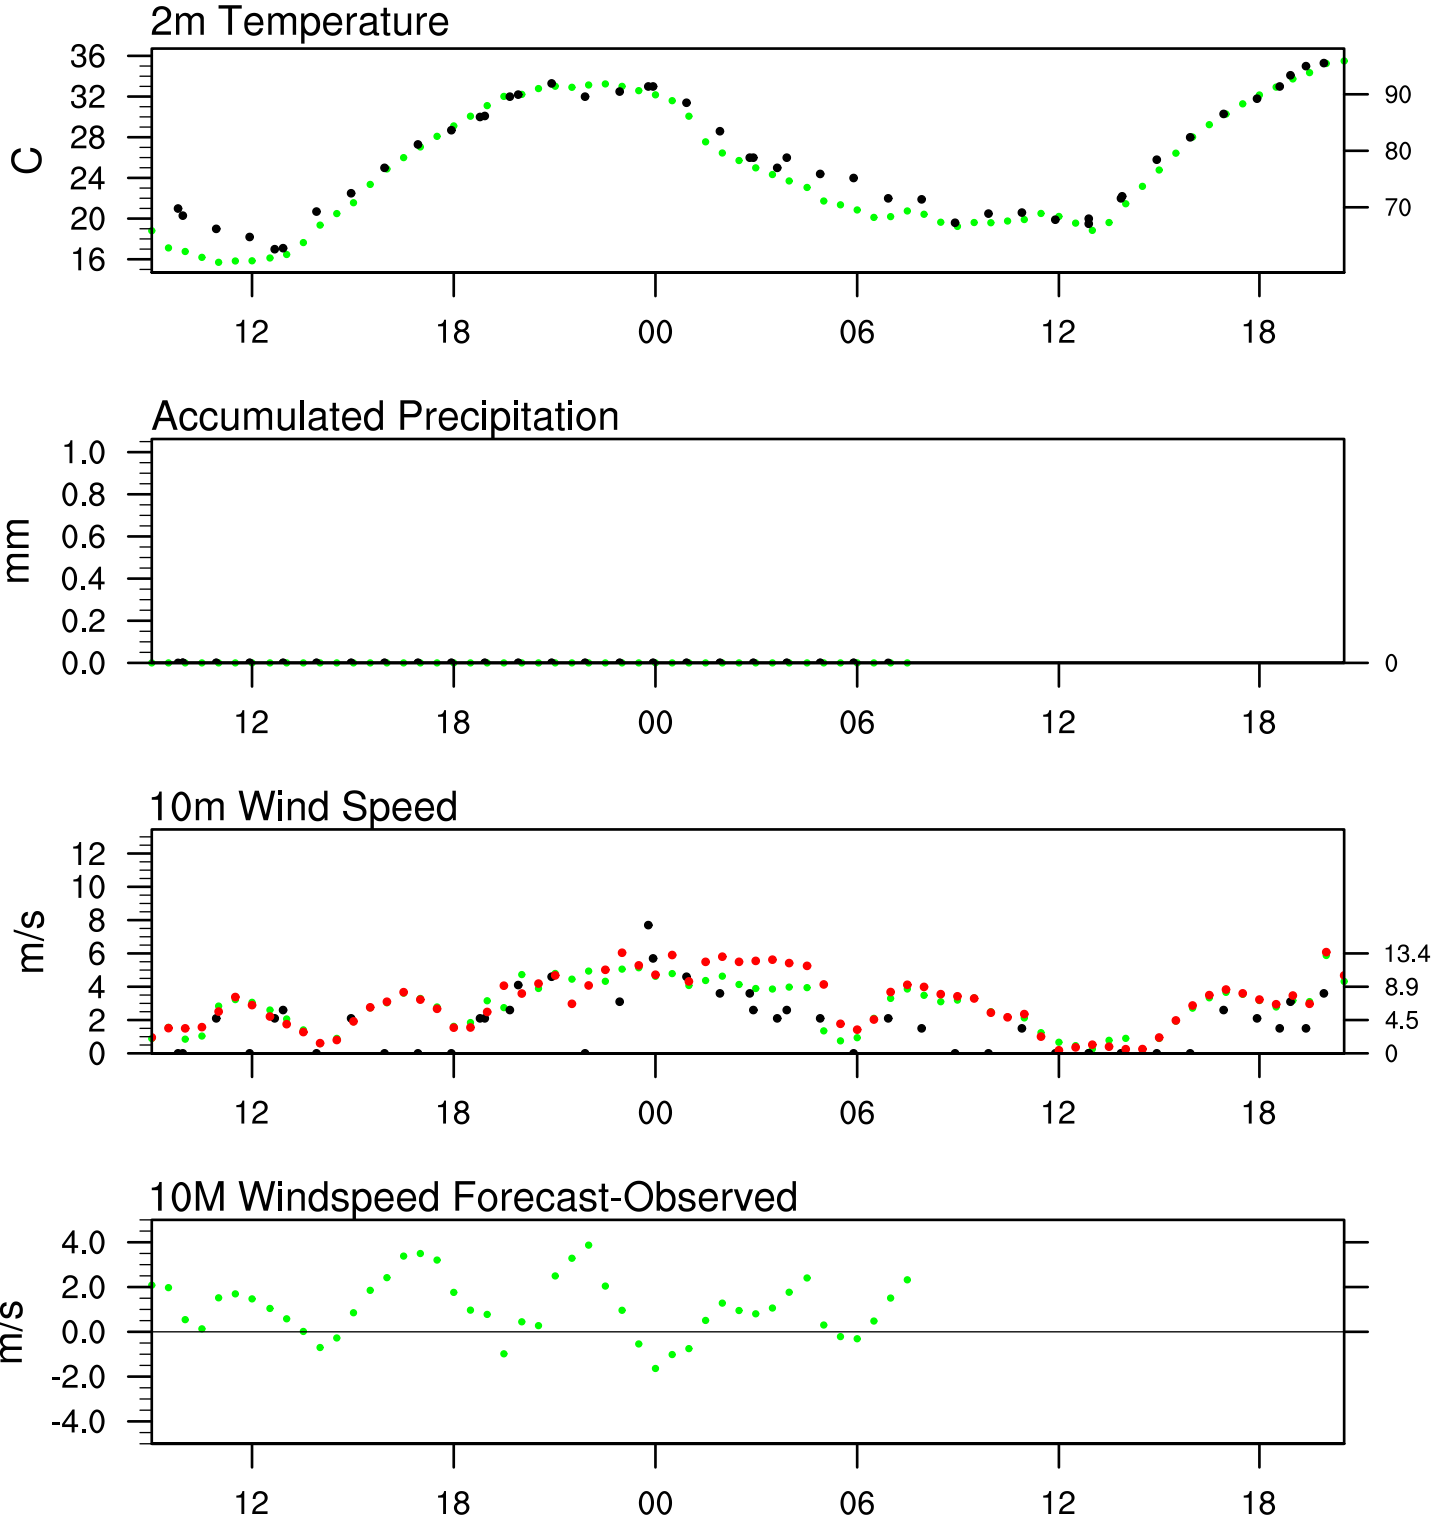 2m Temperature
36
32
28
24
20
16
C
90
80
70
12 18 00 06 12 18
Accumulated Precipitation
1.0
0.8
0.6
0.4
0.2
0.0
mm
0
12 18 00 06 12 18
10m Wind Speed
12
10
8
6
4
2
0
m/s
13.4
8.9
4.5
0
12 18 00 06 12 18
10M Windspeed Forecast-Observed
4.0
2.0
0.0
-2.0
-4.0
m/s
12 18 00 06 12 18